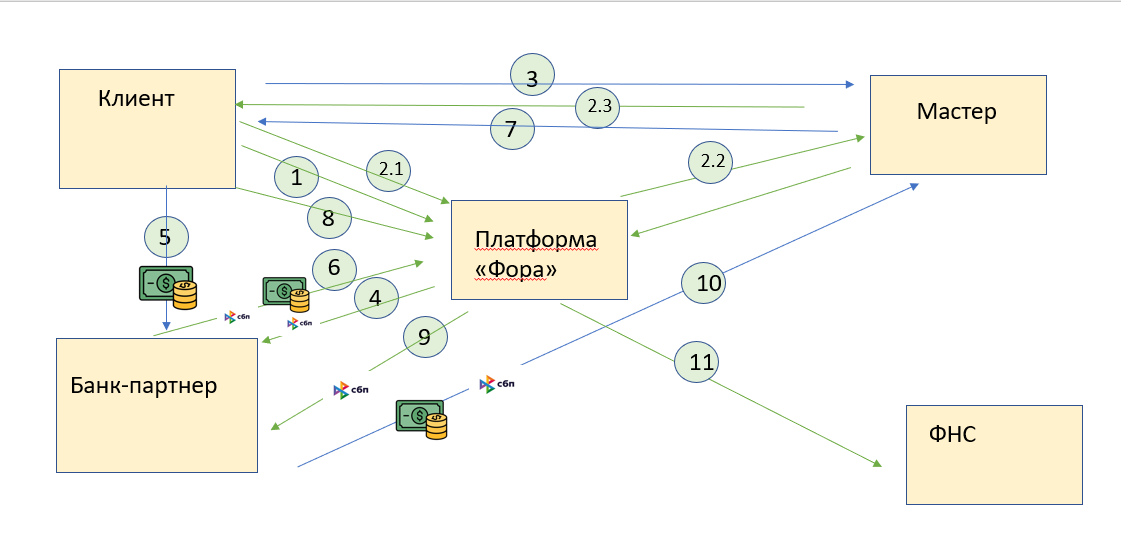 3
Клиент
2.3
Мастер
7
2.2
2.1
1
8
5
Платформа
«Фора»
6
4
10
сбп
сбп
9
11
Банк-партнер
сбп
сбп
ФНС